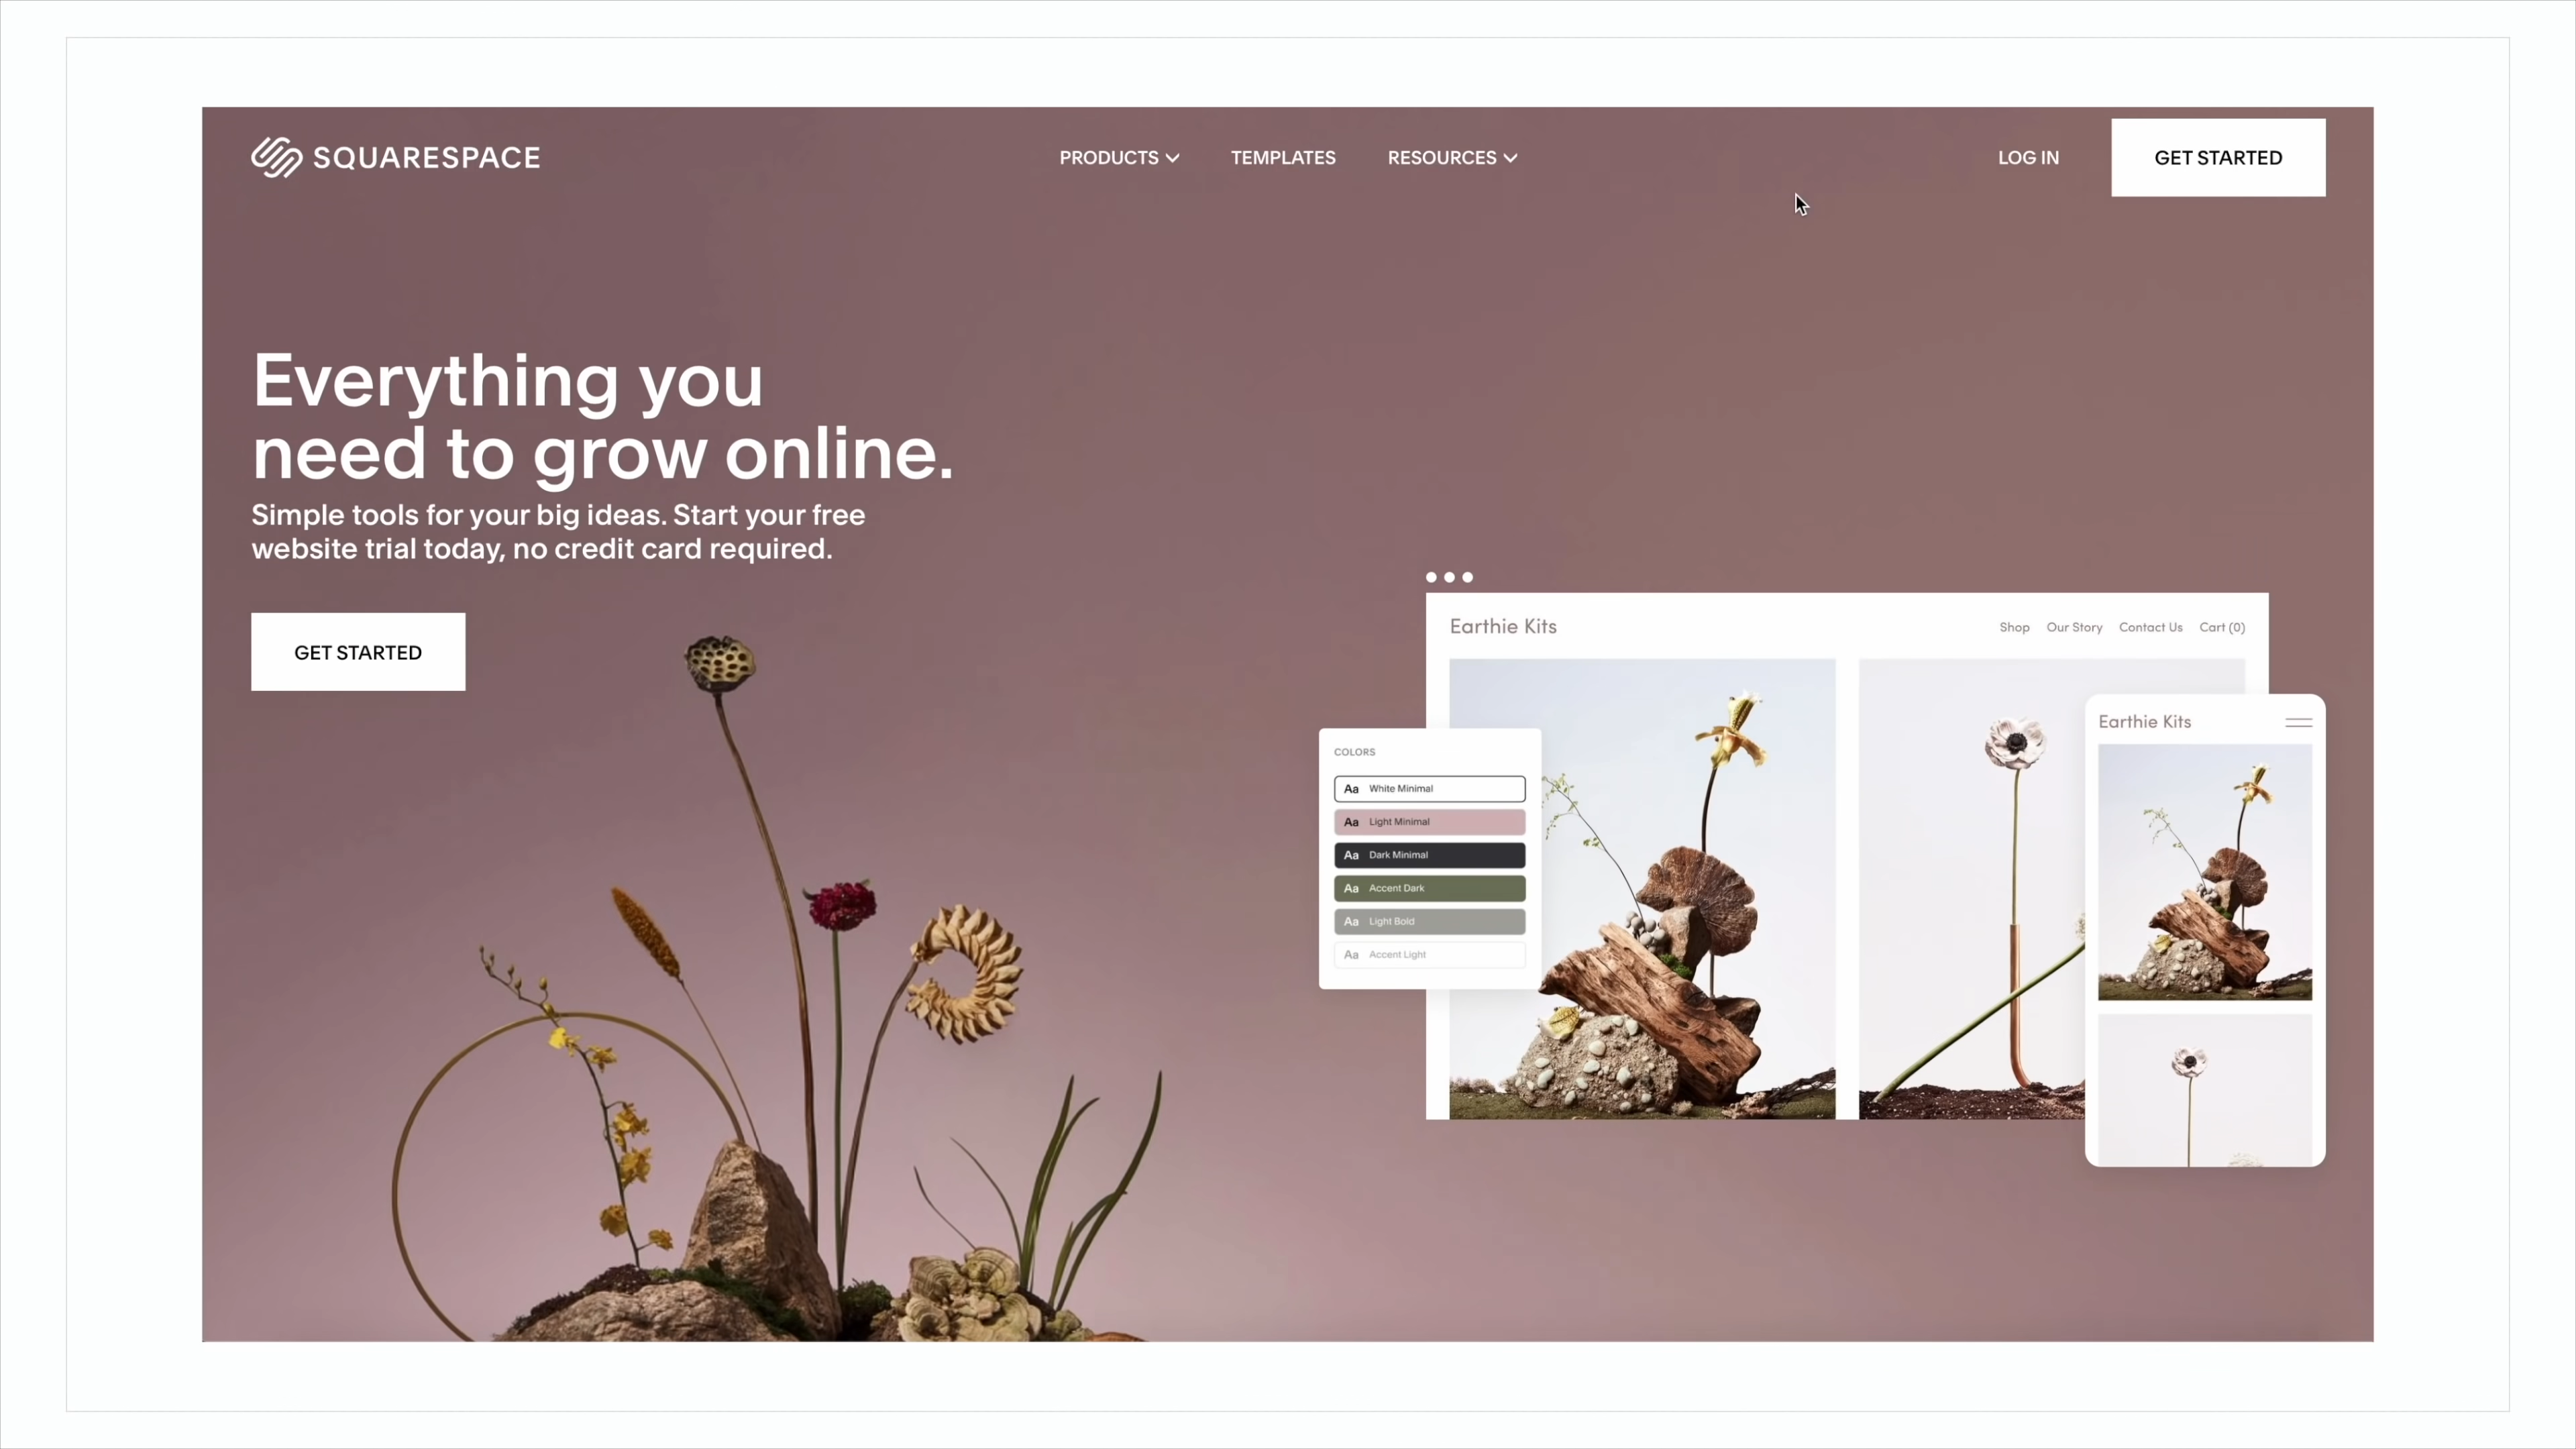 SQUARESPACE
PRODUCTS
TEMPLATES
RESOURCES
LOG IN
GET STARTED
Everything you
need to grow online.
Simple tools for your big ideas. Start your free
website trial today, no credit card required.
GET STARTED
Earthie Kits
Shop
Our Story
Contact Us
Cart (0)
COLORS
Aa White Minimal
Aa Light Minimal
Aa Dark Minimal
Aa Accent Dark
Aa Light Bold
Aa Accent Light
Earthie Kits